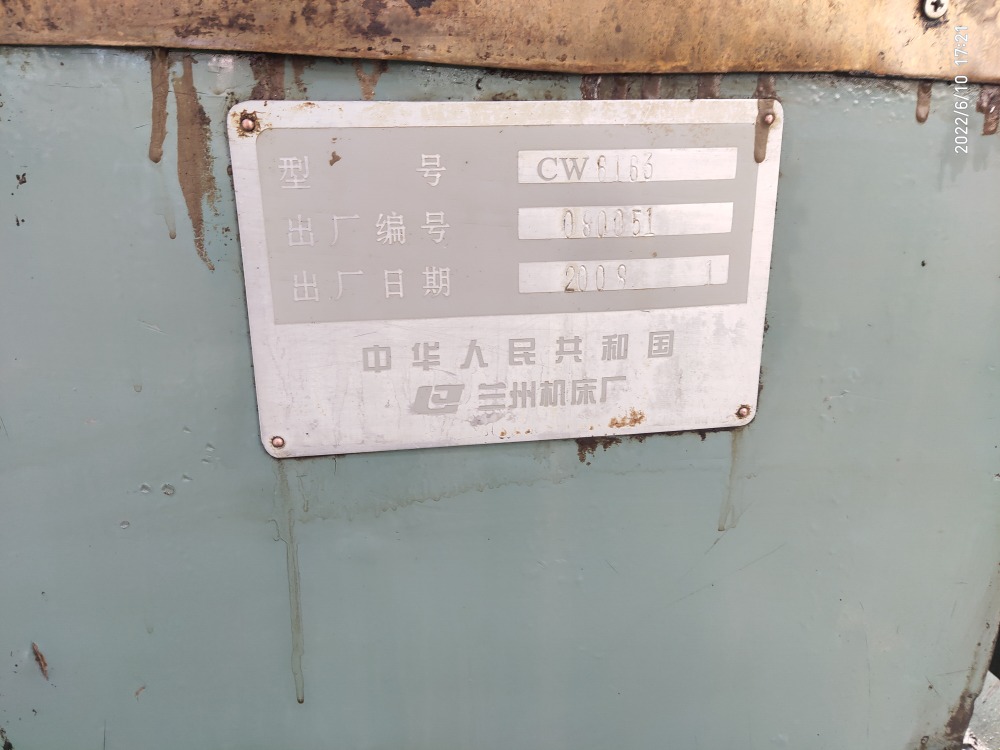 型 号 CW6163
出厂编号 080051
出厂日期 2008 1
中华人民共和国
兰州机床厂
2022/6/10 17:21